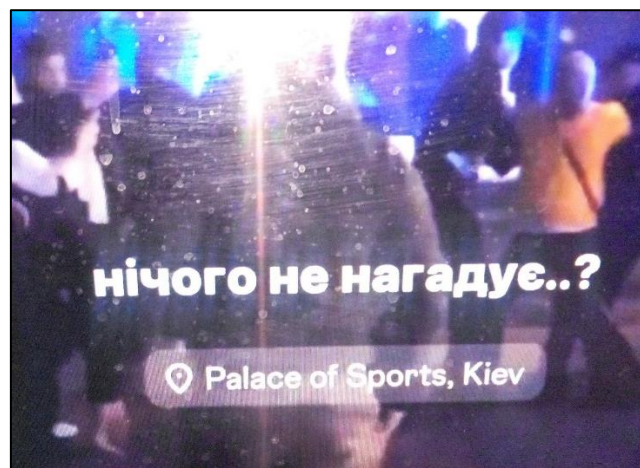 нічого не нагадує..?
Palace of Sports, Kiev